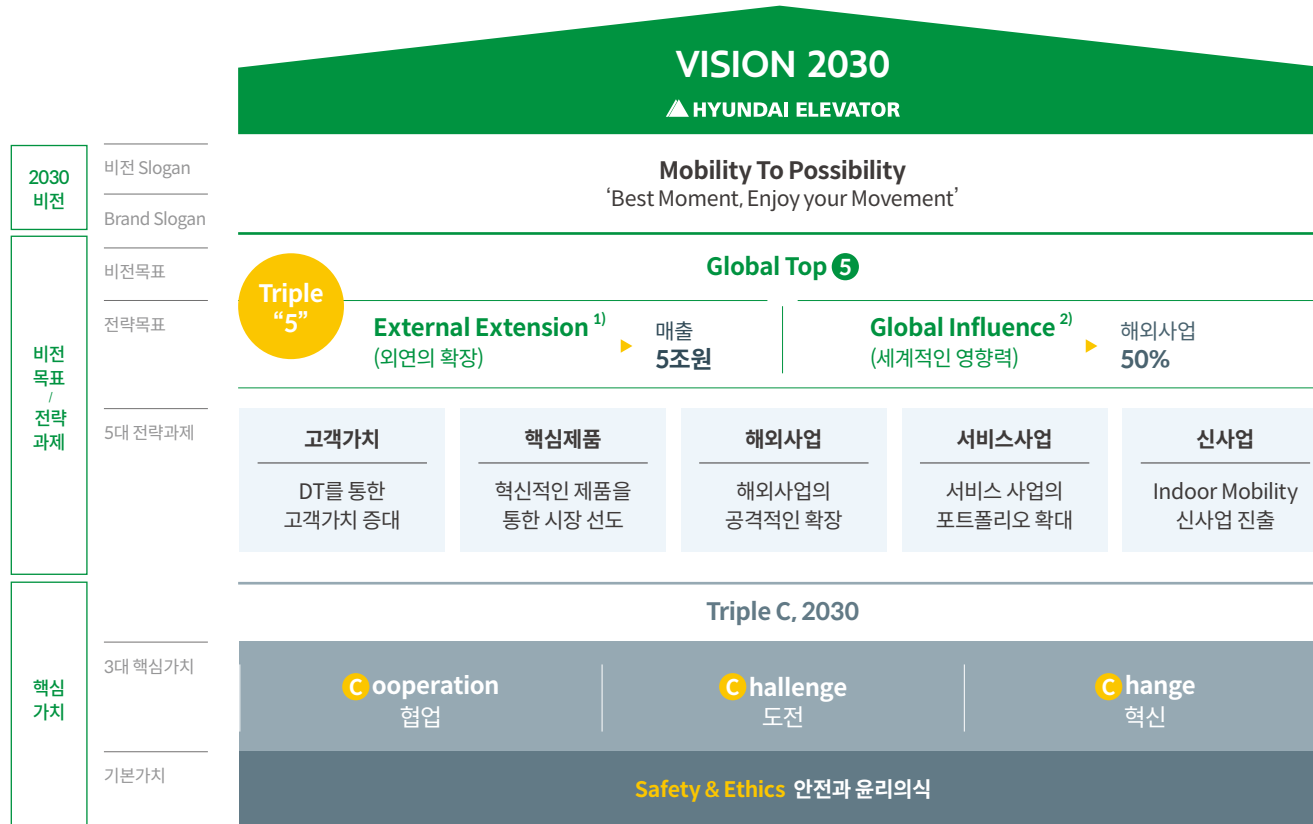 VISION 2030
HYUNDAI ELEVATOR
2030
비전
비전 Slogan
Brand Slogan
Mobility To Possibility
‘Best Moment, Enjoy your Movement’
비전
목표
/
전략
과제
비전목표
Global Top 5
Triple
“5”
전략목표
External Extension 1)
(외연의 확장)
매출
5조원
Global Influence 2)
(세계적인 영향력)
해외사업
50%
5대 전략과제
고객가치
DT를 통한
고객가치 증대
핵심제품
혁신적인 제품을
통한 시장 선도
해외사업
해외사업의
공격적인 확장
서비스사업
서비스 사업의
포트폴리오 확대
신사업
Indoor Mobility
신사업 진출
핵심
가치
Triple C, 2030
3대 핵심가치
Cooperation
협업
Challenge
도전
Change
혁신
기본가치
Safety & Ethics 안전과 윤리의식